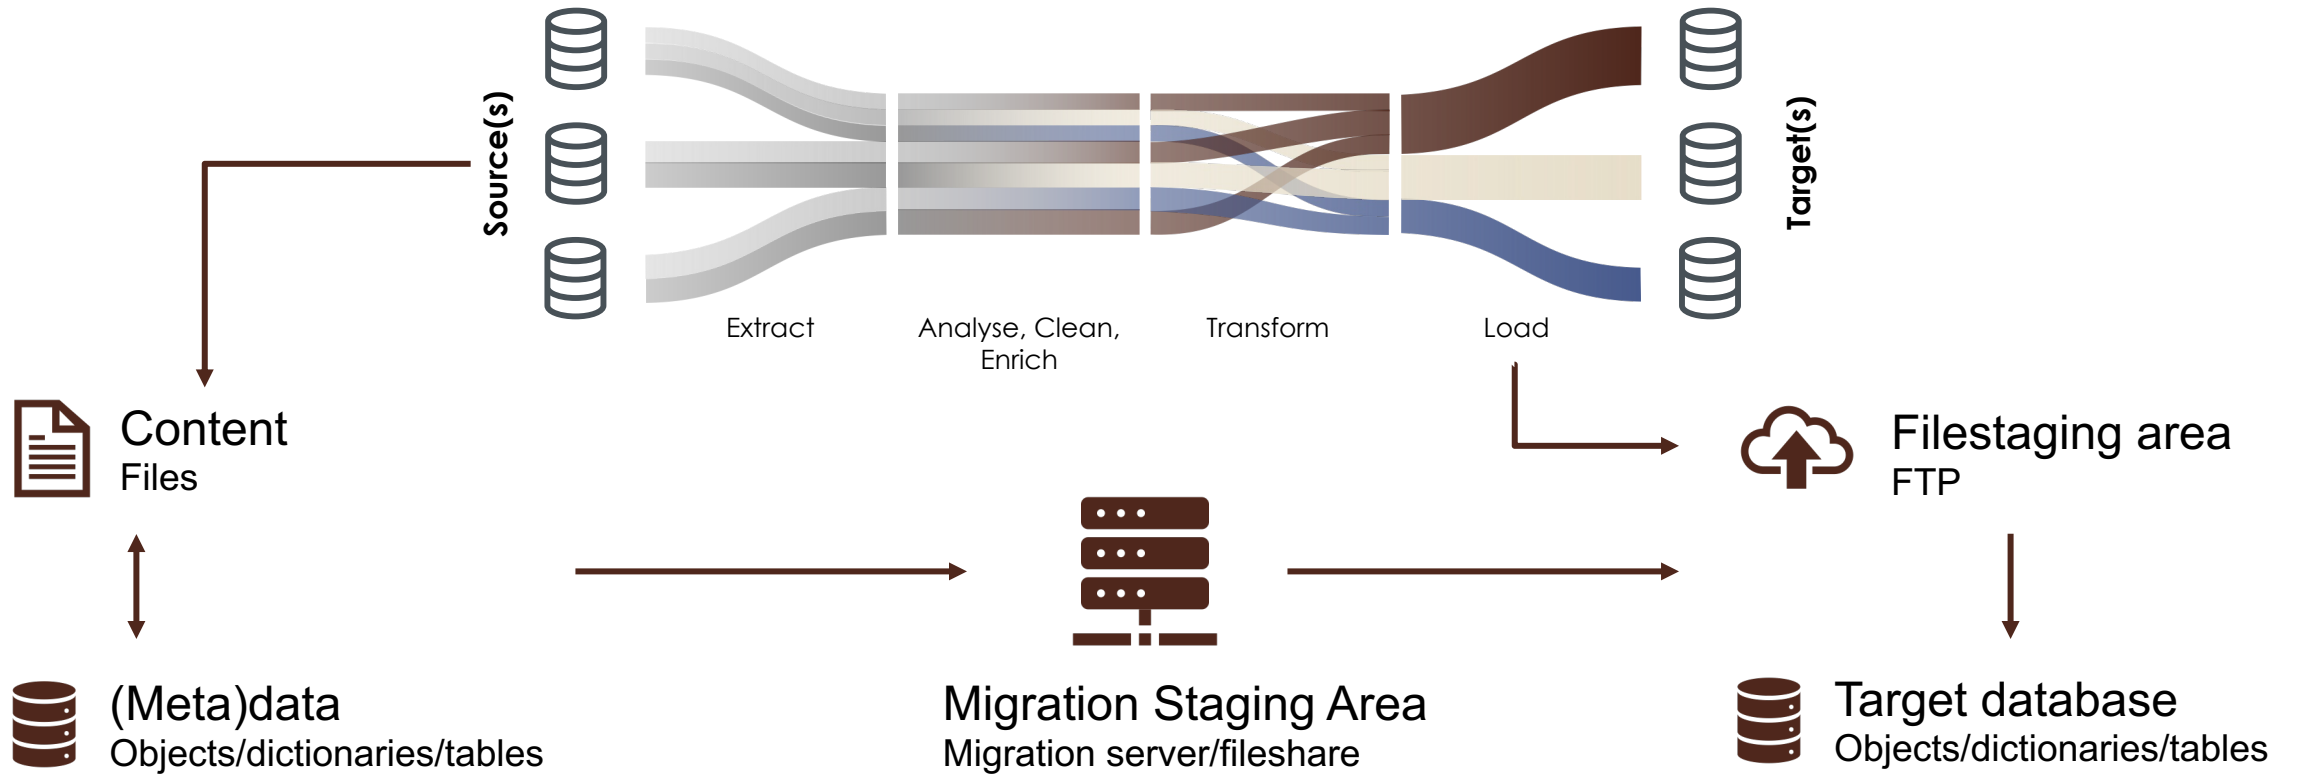 Source(s)
Target(s)
Extract
Analyse, Clean,
Enrich
Transform
Load
Content
Files
Filestaging area
FTP
(Meta)data
Objects/dictionaries/tables
Migration Staging Area
Migration server/fileshare
Target database
Objects/dictionaries/tables